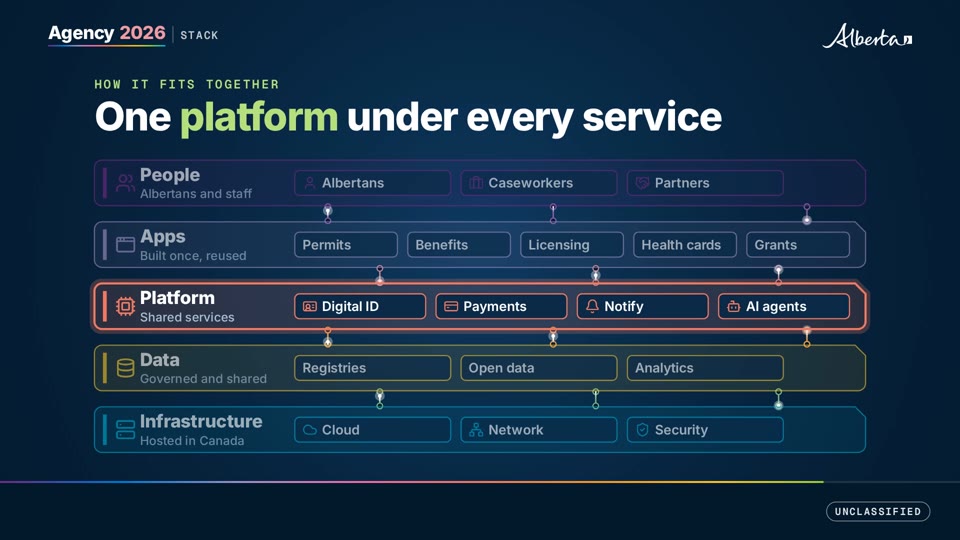 Agency 2026 | STACK
Alberta
HOW IT FITS TOGETHER
One platform under every service
People
Albertans and staff
Albertans
Caseworkers
Partners
Apps
Built once, reused
Permits
Benefits
Licensing
Health cards
Grants
Platform
Shared services
Digital ID
Payments
Notify
AI agents
Data
Governed and shared
Registries
Open data
Analytics
Infrastructure
Hosted in Canada
Cloud
Network
Security
UNCLASSIFIED